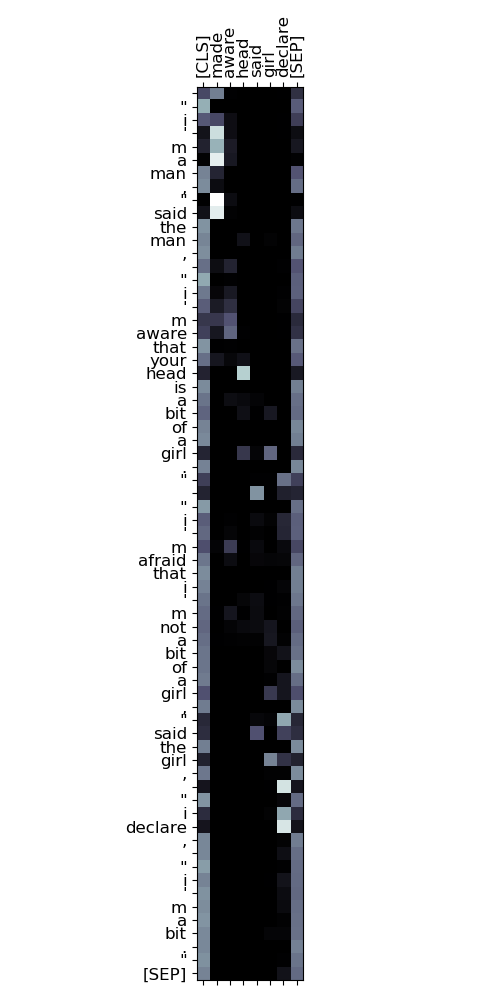 [CLS]
made
aware
head
said
girl
declare
[SEP]
"
i
'
m
a
man
,
"
said
the
man
,
"
i
'
m
aware
that
your
head
is
a
bit
of
a
girl
.
"
"
i
'
m
afraid
that
i
'
m
not
a
bit
of
a
girl
,
"
said
the
girl
,
"
i
declare
,
"
i
'
m
a
bit
.
"
[SEP]